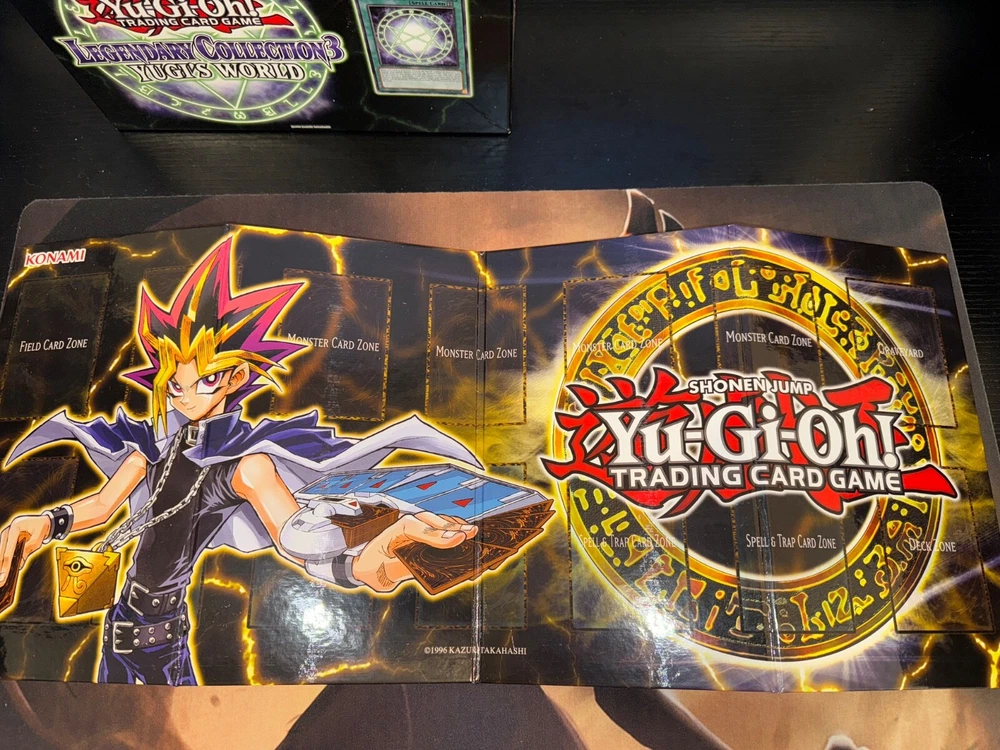 Yu-Gi-Oh!
TRADING CARD GAME
LEGENDARY COLLECTION 3
YUGI'S WORLD
[SPELL CARD]
KONAMI
FIELD CARD ZONE
MONSTER CARD ZONE
MONSTER CARD ZONE
MONSTER CARD ZONE
MONSTER CARD ZONE
GRAVEYARD
SHONEN JUMP
Yu-Gi-Oh!
TRADING CARD GAME
SPELL & TRAP CARD ZONE
SPELL & TRAP CARD ZONE
DECK ZONE
©1996 KAZUKI TAKAHASHI